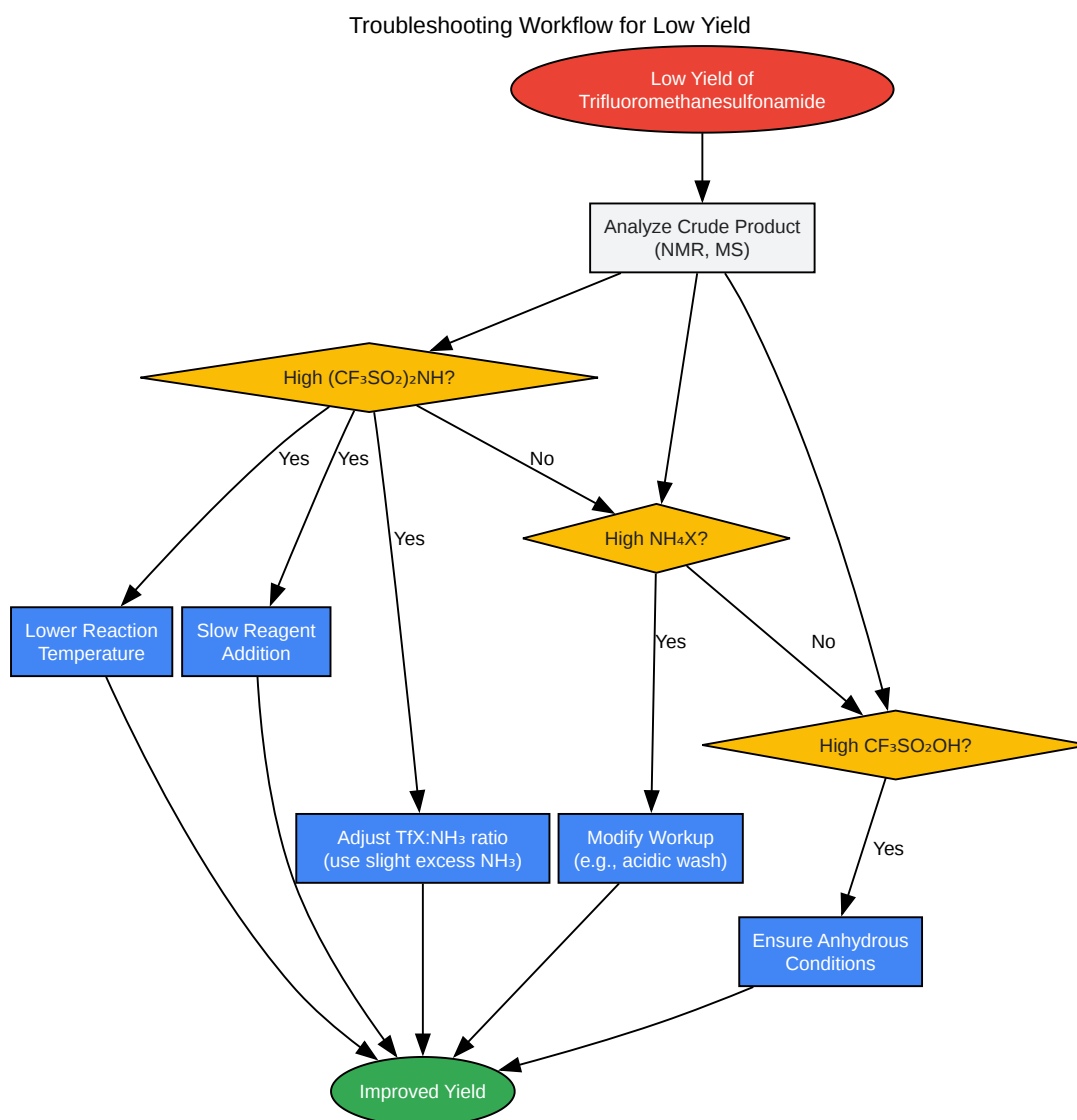 Troubleshooting Workflow for Low Yield
Low Yield of
Trifluoromethanesulfonamide
Analyze Crude Product
(NMR, MS)
High (CF₃SO₂)₂NH?
Yes
Yes
No
Yes
High NH₄X?
Lower Reaction
Temperature
Slow Reagent
Addition
Yes
No
High CF₃SO₂OH?
Adjust TfX:NH₃ ratio
(use slight excess NH₃)
Modify Workup
(e.g., acidic wash)
Yes
Ensure Anhydrous
Conditions
Improved Yield